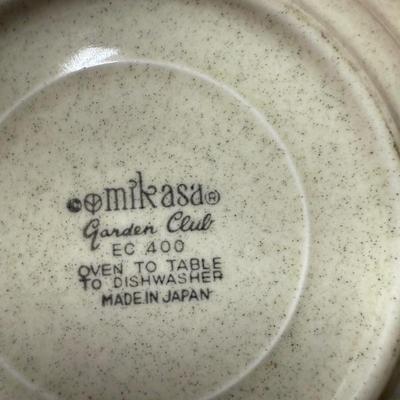 mikasa®
Garden Club
EC 400
OVEN TO TABLE
TO DISHWASHER
MADE.IN JAPAN